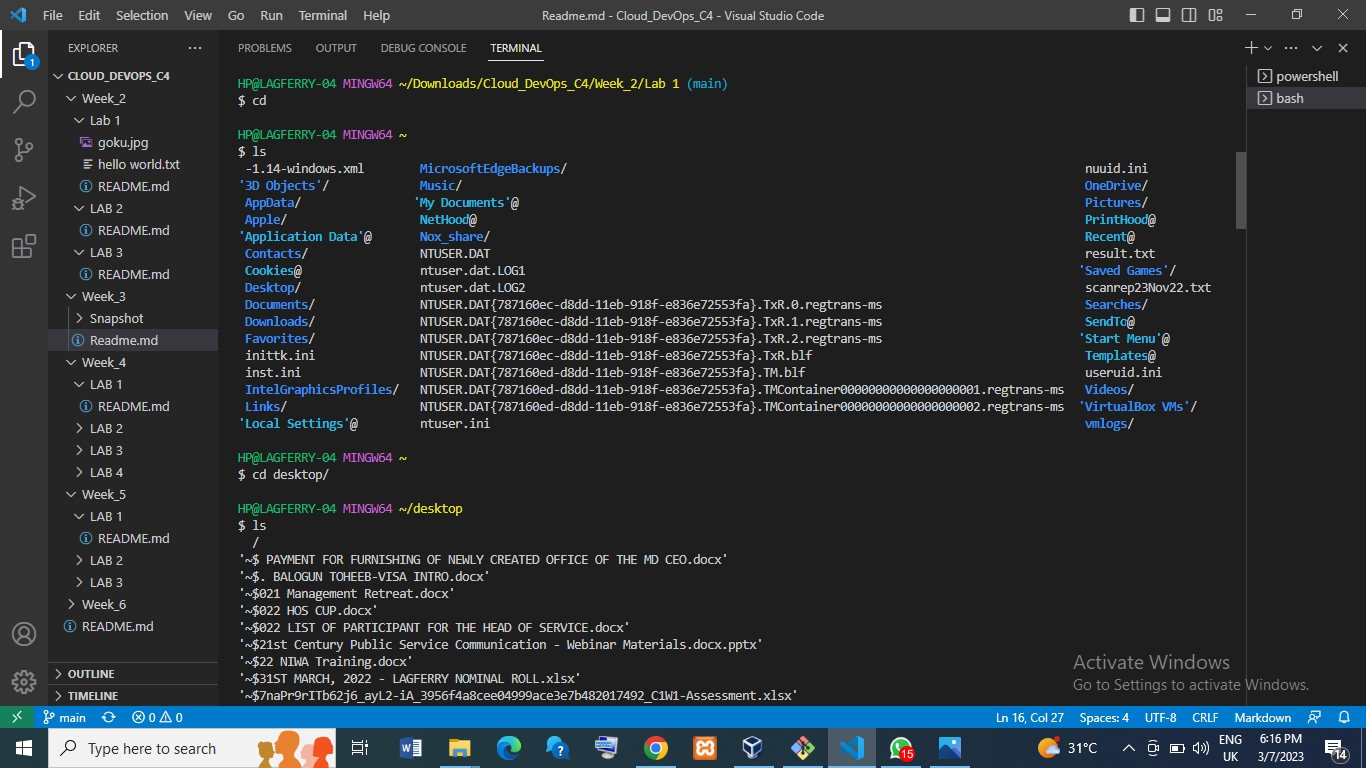 File Edit Selection View Go Run Terminal Help Readme.md - Cloud_DevOps_C4 - Visual Studio Code
EXPLORER
CLOUD_DEVOPS_C4
Week_2
Lab 1
goku.jpg
hello world.txt
README.md
LAB 2
README.md
LAB 3
README.md
Week_3
Snapshot
Readme.md
Week_4
LAB 1
README.md
LAB 2
LAB 3
LAB 4
Week_5
LAB 1
README.md
LAB 2
LAB 3
Week_6
README.md
OUTLINE
TIMELINE
1
PROBLEMS OUTPUT DEBUG CONSOLE TERMINAL
HP@LAGFERRY-04 MINGW64 ~/Downloads/Cloud_DevOps_C4/Week_2/Lab 1 (main)
$ cd
HP@LAGFERRY-04 MINGW64 ~
$ ls
-1.14-windows.xml MicrosoftEdgeBackups/ nuuid.ini
'3D Objects'/ Music/ OneDrive/
AppData/ 'My Documents'@ Pictures/
Apple/ NetHood@ PrintHood@
'Application Data'@ Nox_share/ Recent@
Contacts/ NTUSER.DAT result.txt
Cookies@ ntuser.dat.LOG1 'Saved Games'/
Desktop/ ntuser.dat.LOG2 scanrep23Nov22.txt
Documents/ NTUSER.DAT{787160ec-d8dd-11eb-918f-e836e72553fa}.TxR.0.regtrans-ms Searches/
Downloads/ NTUSER.DAT{787160ec-d8dd-11eb-918f-e836e72553fa}.TxR.1.regtrans-ms SendTo@
Favorites/ NTUSER.DAT{787160ec-d8dd-11eb-918f-e836e72553fa}.TxR.2.regtrans-ms 'Start Menu'@
inittk.ini NTUSER.DAT{787160ec-d8dd-11eb-918f-e836e72553fa}.TxR.blf Templates@
inst.ini NTUSER.DAT{787160ec-d8dd-11eb-918f-e836e72553fa}.TM.blf useruid.ini
IntelGraphicsProfiles/ NTUSER.DAT{787160ec-d8dd-11eb-918f-e836e72553fa}.TMContainer00000000000000000001.regtrans-ms Videos/
Links/ NTUSER.DAT{787160ec-d8dd-11eb-918f-e836e72553fa}.TMContainer00000000000000000002.regtrans-ms 'VirtualBox VMs'/
'Local Settings'@ ntuser.ini vmlogs/
HP@LAGFERRY-04 MINGW64 ~
$ cd desktop/
HP@LAGFERRY-04 MINGW64 ~/desktop
$ ls
/
'~$ PAYMENT FOR FURNISHING OF NEWLY CREATED OFFICE OF THE MD CEO.docx'
'~$. BALOGUN TOHEEB-VISA INTRO.docx'
'~$021 Management Retreat.docx'
'~$022 HOS CUP.docx'
'~$022 LIST OF PARTICIPANT FOR THE HEAD OF SERVICE.docx'
'~$21st Century Public Service Communication - Webinar Materials.docx.pptx'
'~$22 NIWA Training.docx'
'~$31ST MARCH, 2022 - LAGFERRY NOMINAL ROLL.xlsx'
'~$7naPr9rITb62j6_ayL2-iA_3956f4a8cee04999ace3e7b482017492_C1W1-Assessment.xlsx'
powershell
bash
Activate Windows
Go to Settings to activate Windows.
main 0 0 Ln 16, Col 27 Spaces: 4 UTF-8 CRLF Markdown
Type here to search 15 31°C ENG UK 6:16 PM 3/7/2023 14